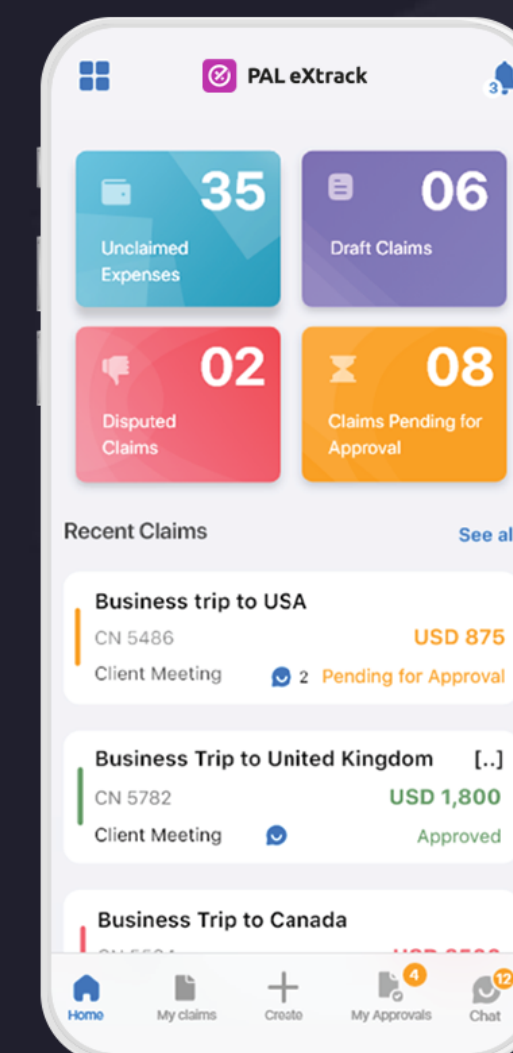 PAL eXtrack
3
35
Unclaimed
Expenses
06
Draft Claims
02
Disputed
Claims
08
Claims Pending for
Approval
Recent Claims
See al
Business trip to USA
CN 5486
USD 875
Client Meeting
2 Pending for Approval
Business Trip to United Kingdom [..]
CN 5782
USD 1,800
Client Meeting
Approved
Business Trip to Canada
4
12
Home
My claims
Create
My Approvals
Chat